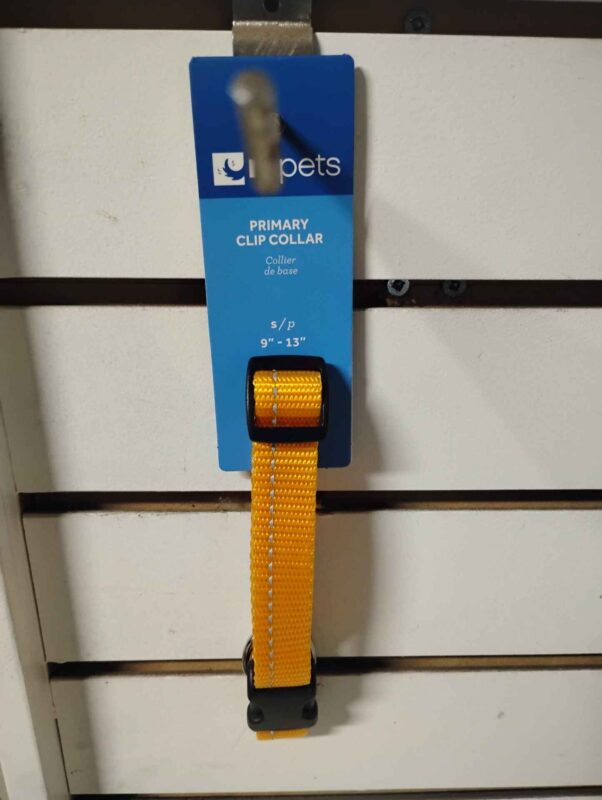 pets
PRIMARY
CLIP COLLAR
Collier
de base
s/p
9" - 13"